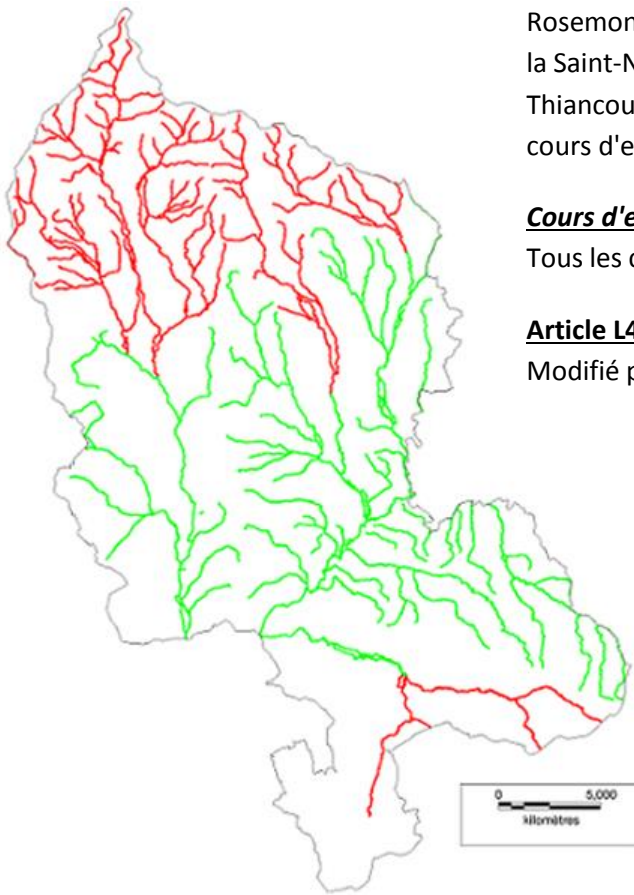 Rosemon
la Saint-N
Thiancou
cours d'e
Cours d'e
Tous les c
Article L4
Modifié p
0 5,000
kilomètres